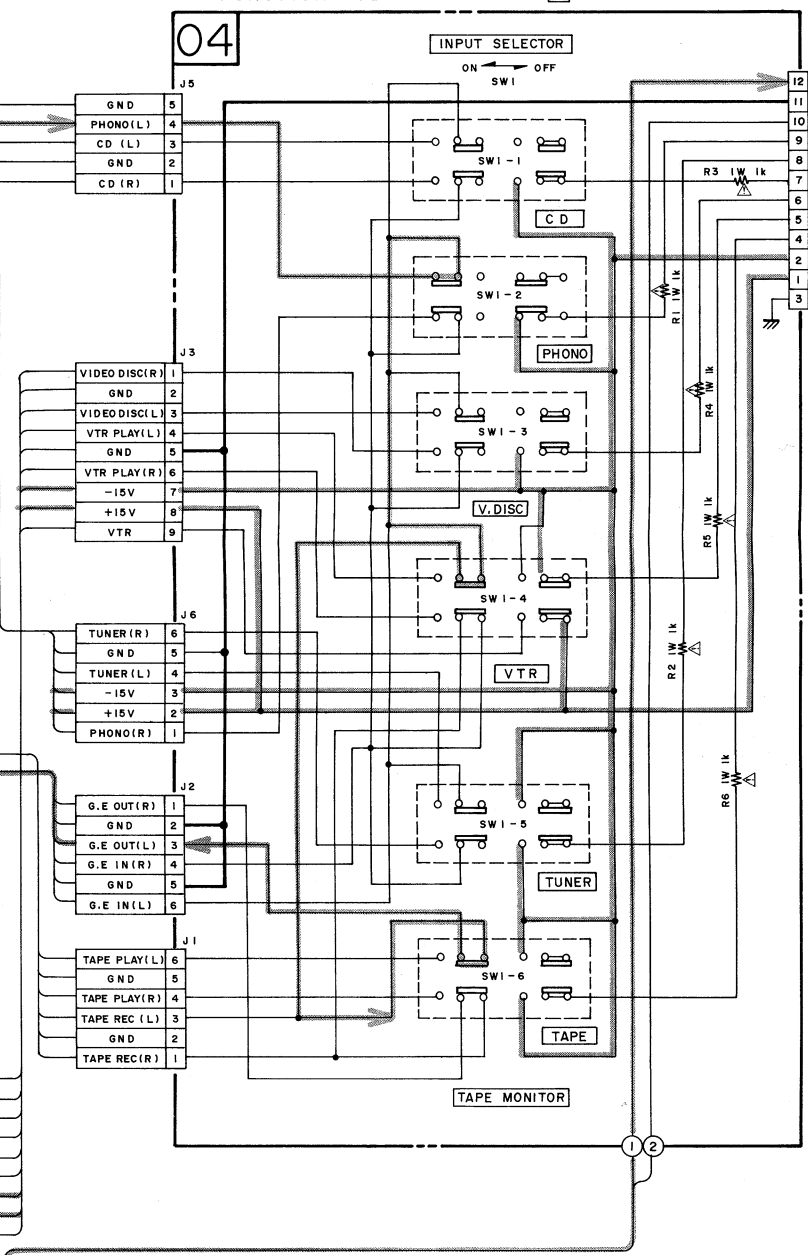 04
INPUT SELECTOR
ON OFF
SW1
J5
GND 5
PHONO(L) 4
CD (L) 3
GND 2
CD(R) 1
SW1-1
CD
SW1-2
PHONO
J3
VIDEO DISC(R) 1
GND 2
VIDEO DISC(L) 3
VTR PLAY(L) 4
GND 5
VTR PLAY(R) 6
-15V 7
+15V 8
VTR 9
SW1-3
V.DISC
SW1-4
VTR
J6
TUNER(R) 6
GND 5
TUNER(L) 4
-15V 3
+15V 2
PHONO(R) 1
J2
G.E OUT(R) 1
GND 2
G.E OUT(L) 3
G.E IN(R) 4
GND 5
G.E IN(L) 6
SW1-5
TUNER
J1
TAPE PLAY(L) 6
GND 5
TAPE PLAY(R) 4
TAPE REC (L) 3
GND 2
TAPE REC(R) 1
SW1-6
TAPE
TAPE MONITOR
12
11
10
9
8
7
6
5
4
2
1
3
R3 1W 1k
R1 1W 1k
R4 1W 1k
R5 1W 1k
R2 1W 1k
R6 1W 1k
1 2